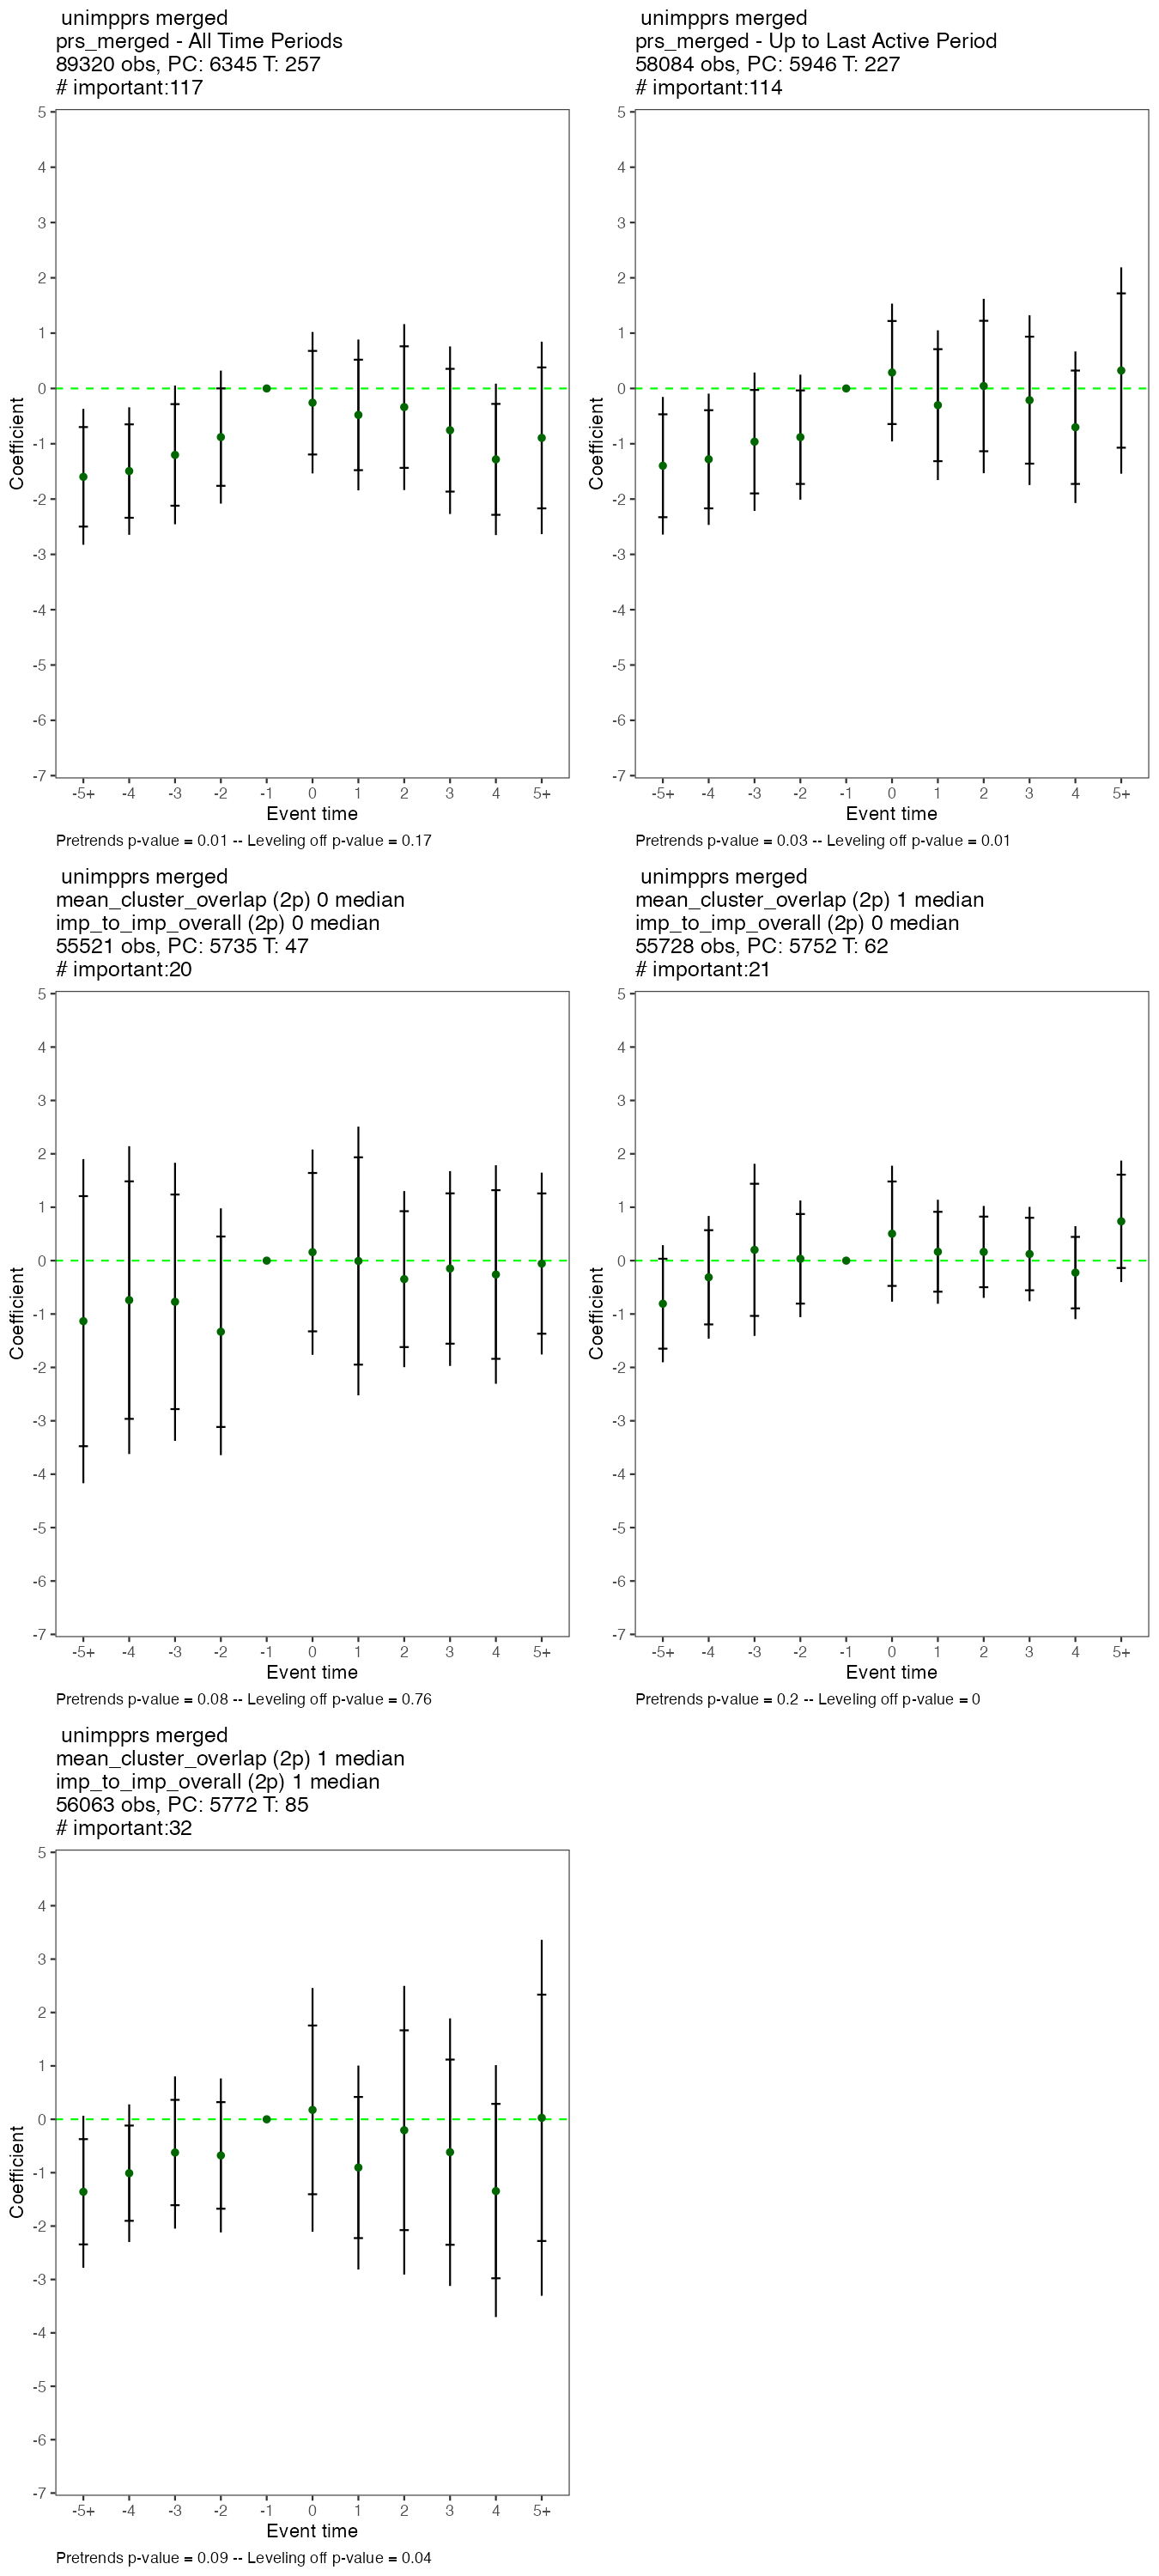 unimpprs merged
prs_merged - All Time Periods
89320 obs, PC: 6345 T: 257
# important:117
5
4
3
2
1
0
-1
-2
-3
-4
-5
-6
-7
Coefficient
-5+ -4 -3 -2 -1 0 1 2 3 4 5+
Event time
Pretrends p-value = 0.01 -- Leveling off p-value = 0.17
unimpprs merged
prs_merged - Up to Last Active Period
58084 obs, PC: 5946 T: 227
# important:114
5
4
3
2
1
0
-1
-2
-3
-4
-5
-6
-7
Coefficient
-5+ -4 -3 -2 -1 0 1 2 3 4 5+
Event time
Pretrends p-value = 0.03 -- Leveling off p-value = 0.01
unimpprs merged
mean_cluster_overlap (2p) 0 median
imp_to_imp_overall (2p) 0 median
55521 obs, PC: 5735 T: 47
# important:20
5
4
3
2
1
0
-1
-2
-3
-4
-5
-6
-7
Coefficient
-5+ -4 -3 -2 -1 0 1 2 3 4 5+
Event time
Pretrends p-value = 0.08 -- Leveling off p-value = 0.76
unimpprs merged
mean_cluster_overlap (2p) 1 median
imp_to_imp_overall (2p) 0 median
55728 obs, PC: 5752 T: 62
# important:21
5
4
3
2
1
0
-1
-2
-3
-4
-5
-6
-7
Coefficient
-5+ -4 -3 -2 -1 0 1 2 3 4 5+
Event time
Pretrends p-value = 0.2 -- Leveling off p-value = 0
unimpprs merged
mean_cluster_overlap (2p) 1 median
imp_to_imp_overall (2p) 1 median
56063 obs, PC: 5772 T: 85
# important:32
5
4
3
2
1
0
-1
-2
-3
-4
-5
-6
-7
Coefficient
-5+ -4 -3 -2 -1 0 1 2 3 4 5+
Event time
Pretrends p-value = 0.09 -- Leveling off p-value = 0.04